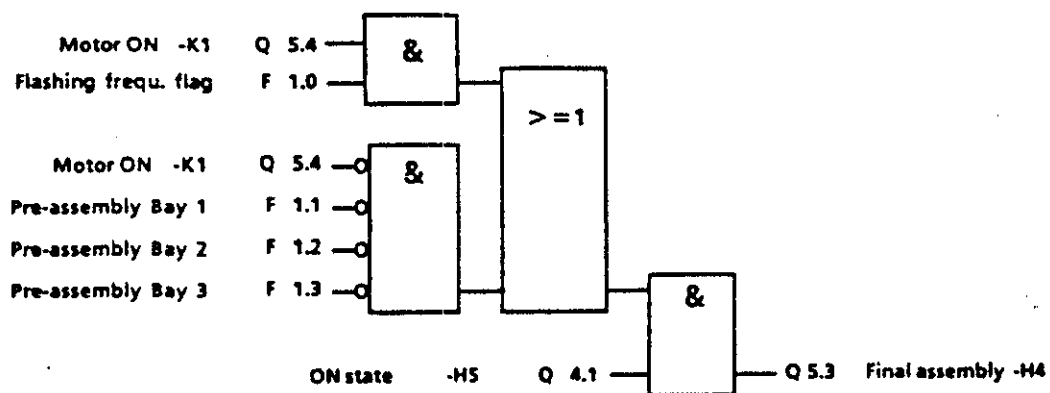 Motor ON -K1 Q 5.4
&
Flashing frequ. flag F 1.0
>=1
Motor ON -K1 Q 5.4
&
Pre-assembly Bay 1 F 1.1
Pre-assembly Bay 2 F 1.2
Pre-assembly Bay 3 F 1.3
&
ON state -H5 Q 4.1
Q 5.3 Final assembly -H4